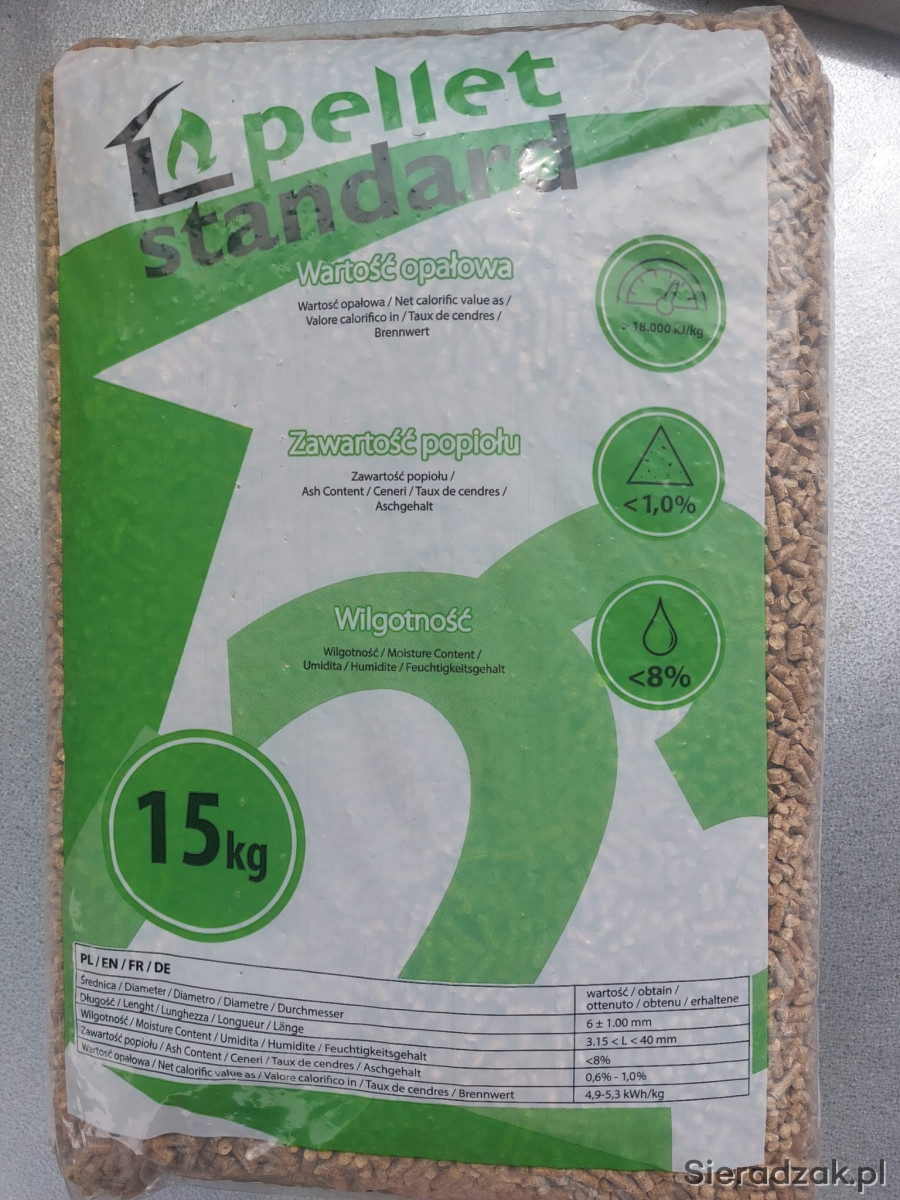 pellet
standard
Wartość opałowa
Wartosć opałowa / Net calorific value as /
Valore calorifico in / Taux de cendres /
Brennwert
> 18.000 kJ/kg
Zawartość popiołu
Zawartość popiołu /
Ash Content / Ceneri / Taux de cendres /
Aschgehalt
<1,0%
Wilgotność
Wilgotność / Moisture Content /
Umidita / Humidite / Feuchtigkeitsgehalt
<8%
15kg
PL / EN / FR / DE
wartość / obtain /
ottenuto / obtenu / erhaltene
Średnica / Diameter / Diametro / Diametre / Durchmesser
6 ± 1.00 mm
Długość / Lenght / Lunghezza / Longueur / Länge
3.15 < L < 40 mm
Wilgotność / Moisture Content / Umidita / Humidite / Feuchtigkeitsgehalt
<8%
Zawartość popiołu / Ash Content / Ceneri / Taux de cendres / Aschgehalt
0,6% - 1,0%
Wartosć opałowa / Net calorific value as / Valore calorifico in / Taux de cendres / Brennwert
4,9-5,3 kWh/kg
Sieradzak.pl